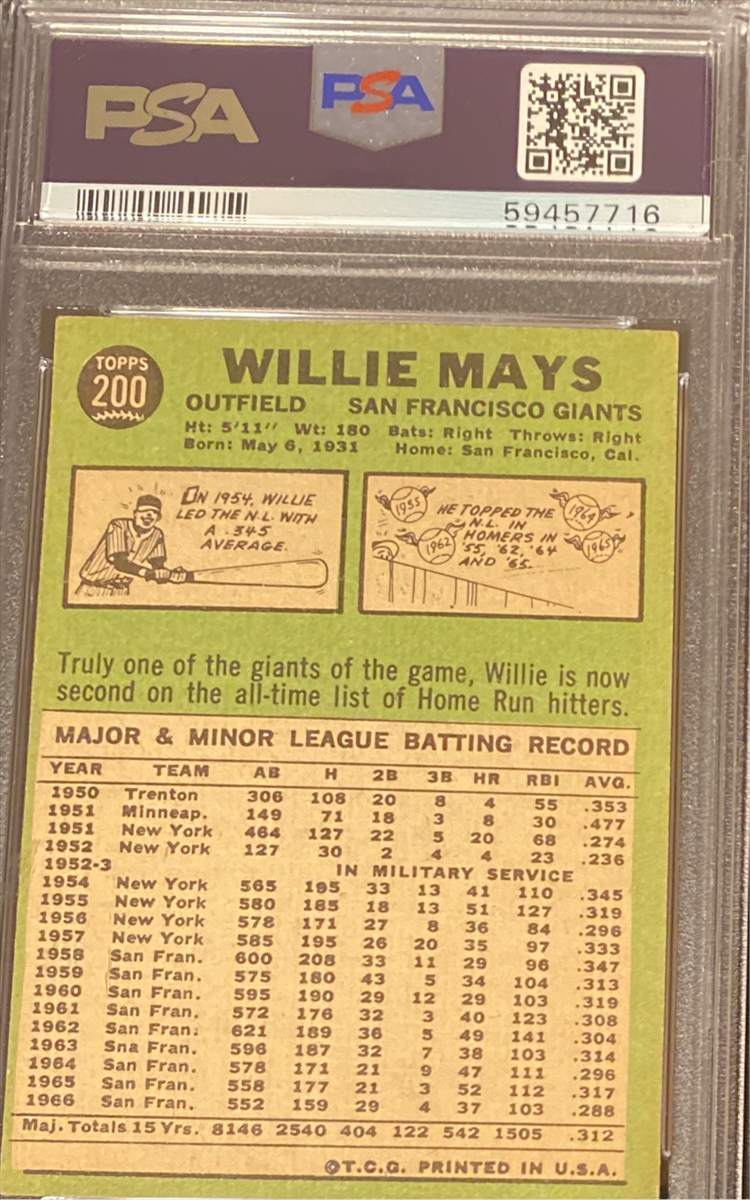 PSA
PSA
59457716
TOPPS
200
WILLIE MAYS
OUTFIELD SAN FRANCISCO GIANTS
Ht: 5'11" Wt: 180 Bats: Right Throws: Right
Born: May 6, 1931 Home: San Francisco, Cal.
IN 1954, WILLIE
LED THE N.L. WITH
A .345
AVERAGE.
1955
1962
HE TOPPED THE
N.L. IN
HOMERS IN
'55, '62, '64
AND '65.
1964
1965
Truly one of the giants of the game, Willie is now
second on the all-time list of Home Run hitters.
MAJOR & MINOR LEAGUE BATTING RECORD
YEAR TEAM AB H 2B 3B HR RBI AVG.
1950 Trenton 306 108 20 8 4 55 .353
1951 Minneap. 149 71 18 3 8 30 .477
1951 New York 464 127 22 5 20 68 .274
1952 New York 127 30 2 4 4 23 .236
1952-3 IN MILITARY SERVICE
1954 New York 565 195 33 13 41 110 .345
1955 New York 580 185 18 13 51 127 .319
1956 New York 578 171 27 8 36 84 .296
1957 New York 585 195 26 20 35 97 .333
1958 San Fran. 600 208 33 11 29 96 .347
1959 San Fran. 575 180 43 5 34 104 .313
1960 San Fran. 595 190 29 12 29 103 .319
1961 San Fran. 572 176 32 3 40 123 .308
1962 San Fran. 621 189 36 5 49 141 .304
1963 Sna Fran. 596 187 32 7 38 103 .314
1964 San Fran. 578 171 21 9 47 111 .296
1965 San Fran. 558 177 21 3 52 112 .317
1966 San Fran. 552 159 29 4 37 103 .288
Maj. Totals 15 Yrs. 8146 2540 404 122 542 1505 .312
©T.C.G. PRINTED IN U.S.A.